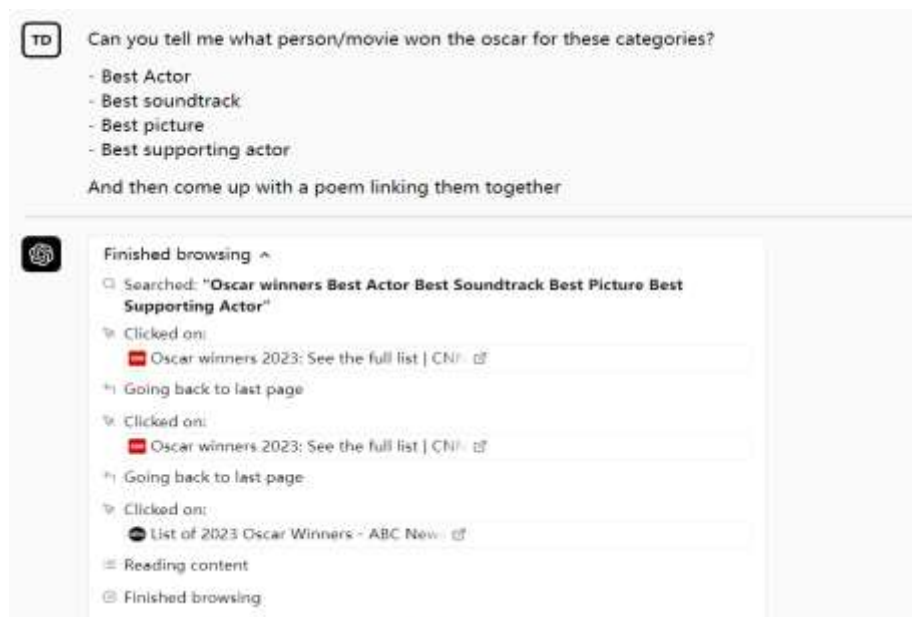 TD
Can you tell me what person/movie won the oscar for these categories?
- Best Actor
- Best soundtrack
- Best picture
- Best supporting actor
And then come up with a poem linking them together
Finished browsing
Searched: "Oscar winners Best Actor Best Soundtrack Best Picture Best
Supporting Actor"
Clicked on:
Oscar winners 2023: See the full list | CNN
Going back to last page
Clicked on:
Oscar winners 2023: See the full list | CNN
Going back to last page
Clicked on:
List of 2023 Oscar Winners - ABC New
Reading content
Finished browsing